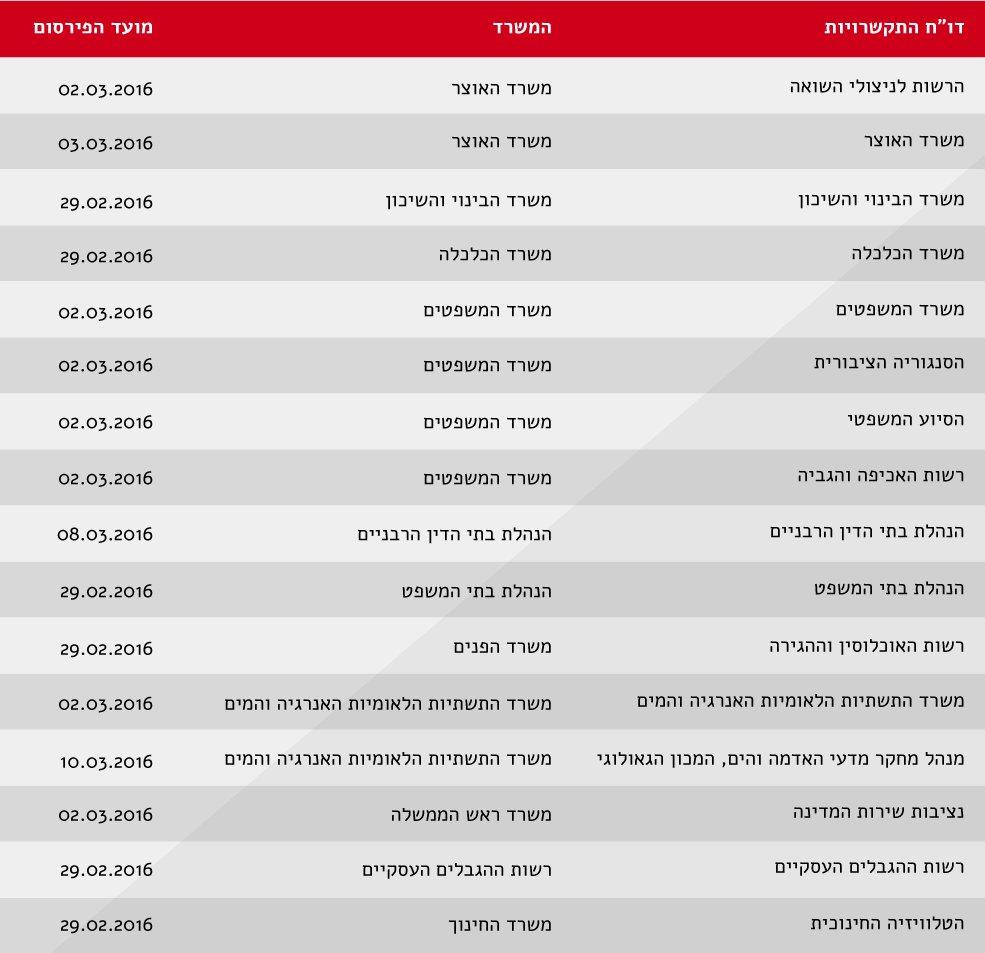 דו"ח התקשרויות המשרד מועד הפירסום
הרשות לניצולי השואה משרד האוצר 02.03.2016
משרד האוצר משרד האוצר 03.03.2016
משרד הבינוי והשיכון משרד הבינוי והשיכון 29.02.2016
משרד הכלכלה משרד הכלכלה 29.02.2016
משרד המשפטים משרד המשפטים 02.03.2016
הסנגוריה הציבורית משרד המשפטים 02.03.2016
הסיוע המשפטי משרד המשפטים 02.03.2016
רשות האכיפה והגביה משרד המשפטים 02.03.2016
הנהלת בתי הדין הרבניים הנהלת בתי הדין הרבניים 08.03.2016
הנהלת בתי המשפט הנהלת בתי המשפט 29.02.2016
רשות האוכלוסין וההגירה משרד הפנים 29.02.2016
משרד התשתיות הלאומיות האנרגיה והמים משרד התשתיות הלאומיות האנרגיה והמים 02.03.2016
מנהל מחקר מדעי האדמה והים, המכון הגאולוגי משרד התשתיות הלאומיות האנרגיה והמים 10.03.2016
נציבות שירות המדינה משרד ראש הממשלה 02.03.2016
רשות ההגבלים העסקיים רשות ההגבלים העסקיים 29.02.2016
הטלוויזיה החינוכית משרד החינוך 29.02.2016